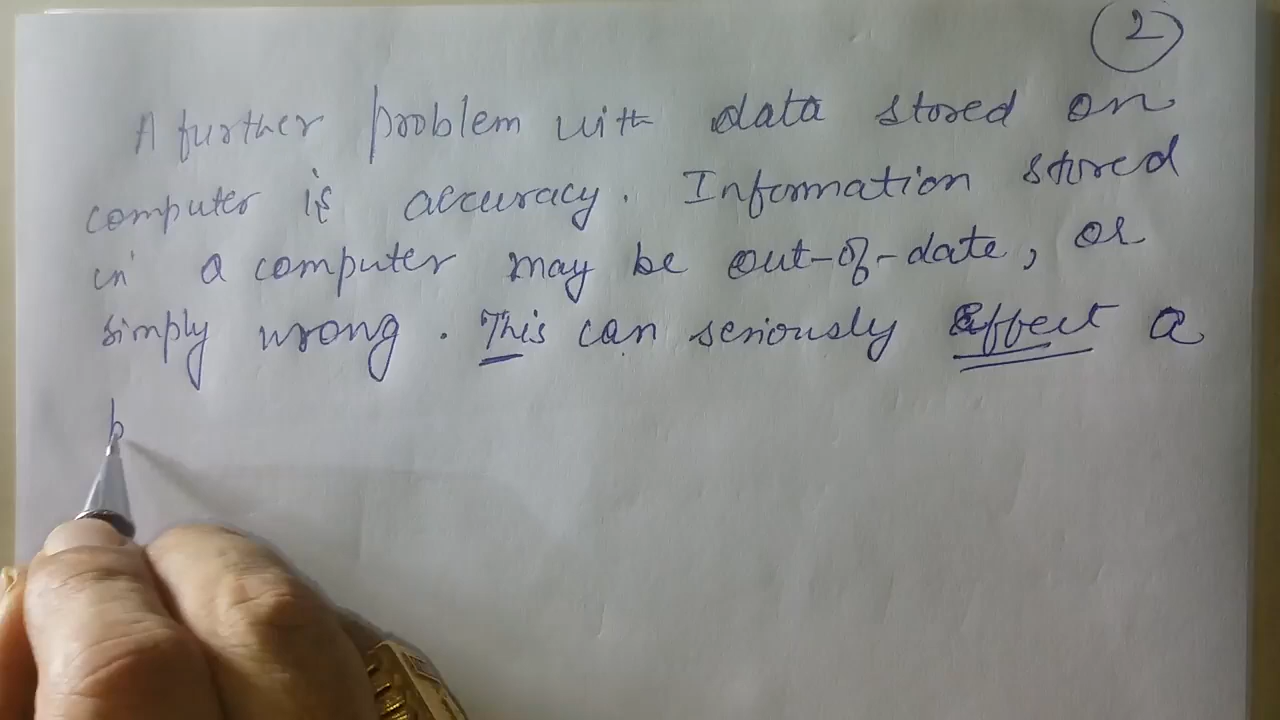 2
A further problem with data stored on
computer is accuracy. Information stored
in a computer may be out-of-date, or
simply wrong. This can seriously effect a